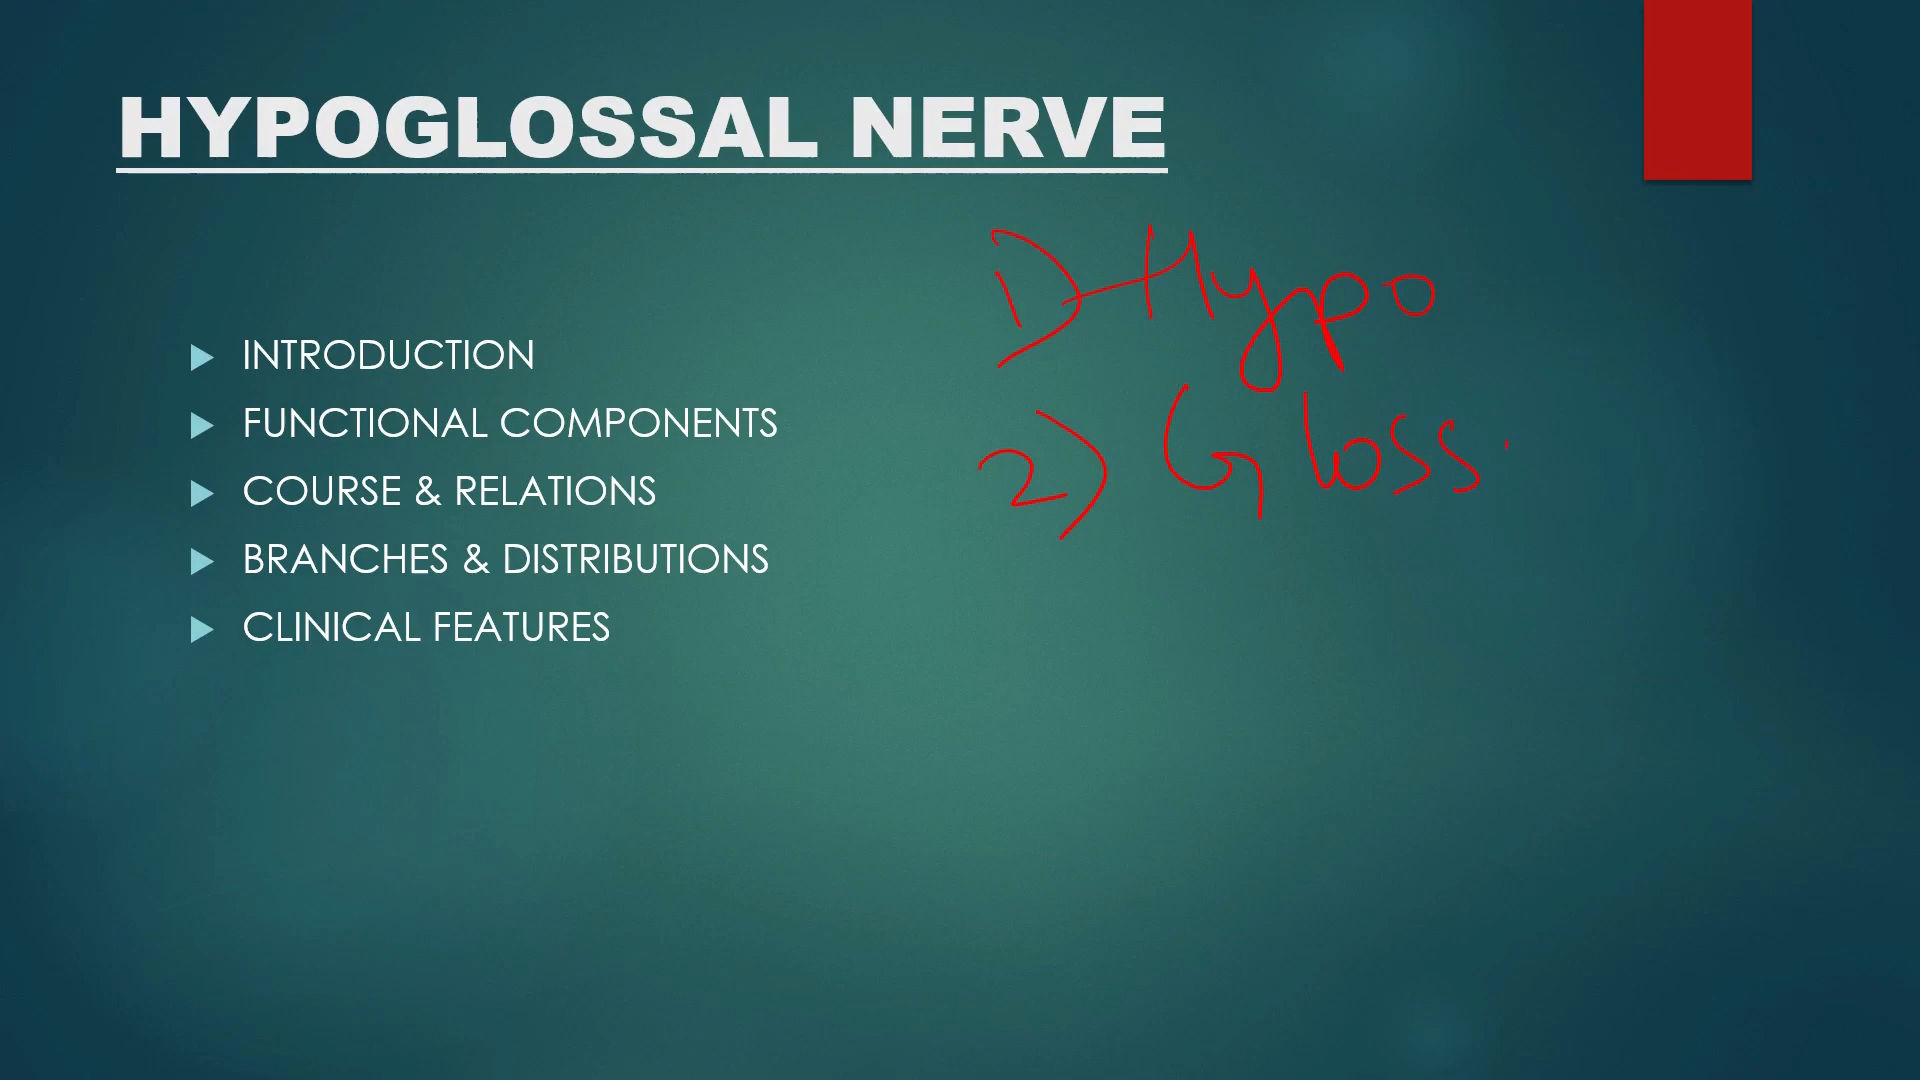 HYPOGLOSSAL NERVE
INTRODUCTION
FUNCTIONAL COMPONENTS
COURSE & RELATIONS
BRANCHES & DISTRIBUTIONS
CLINICAL FEATURES
1) Hypo
2) Gloss